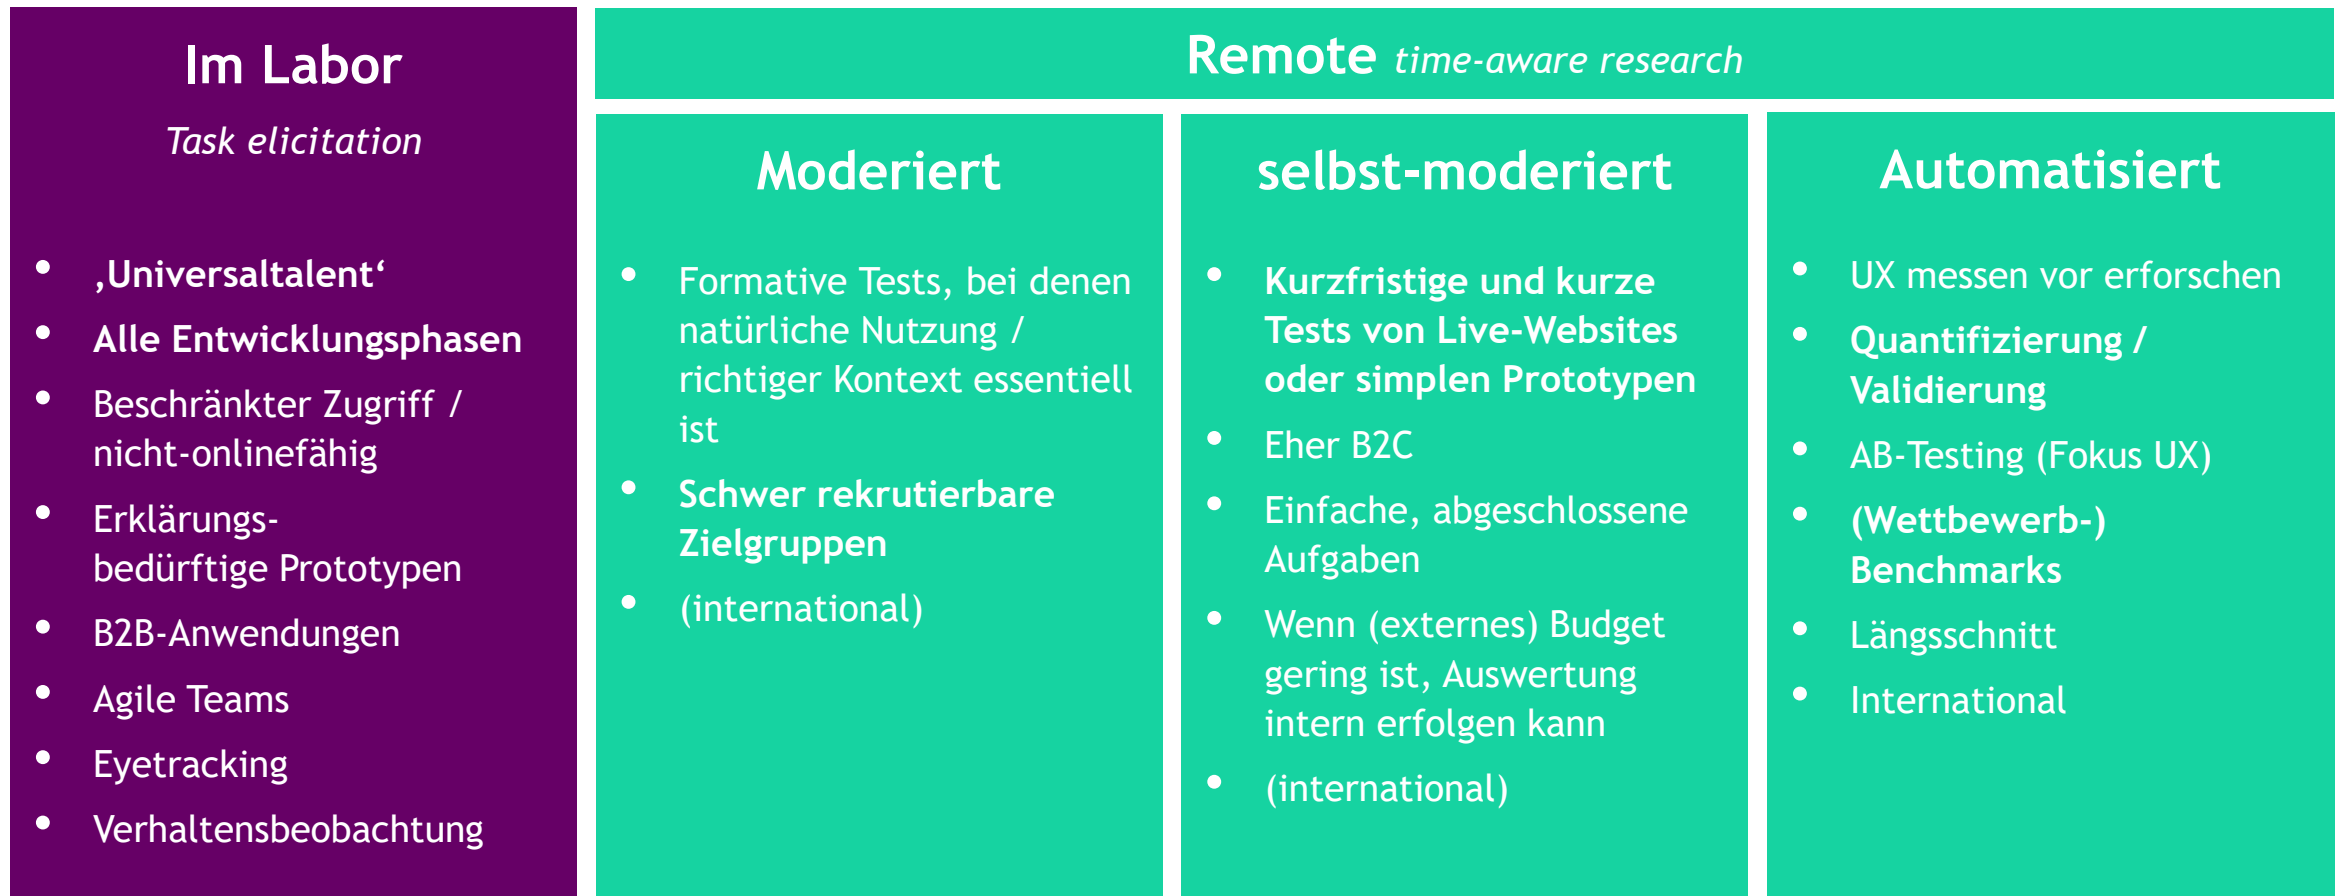 Im Labor
Task elicitation
• ‚Universaltalent‘
• Alle Entwicklungsphasen
• Beschränkter Zugriff /
nicht-onlinefähig
• Erklärungs-
bedürftige Prototypen
• B2B-Anwendungen
• Agile Teams
• Eyetracking
• Verhaltensbeobachtung
Remote time-aware research
Moderiert
• Formative Tests, bei denen
natürliche Nutzung /
richtiger Kontext essentiell
ist
• Schwer rekrutierbare
Zielgruppen
• (international)
selbst-moderiert
• Kurzfristige und kurze
Tests von Live-Websites
oder simplen Prototypen
• Eher B2C
• Einfache, abgeschlossene
Aufgaben
• Wenn (externes) Budget
gering ist, Auswertung
intern erfolgen kann
• (international)
Automatisiert
• UX messen vor erforschen
• Quantifizierung /
Validierung
• AB-Testing (Fokus UX)
• (Wettbewerb-)
Benchmarks
• Längsschnitt
• International